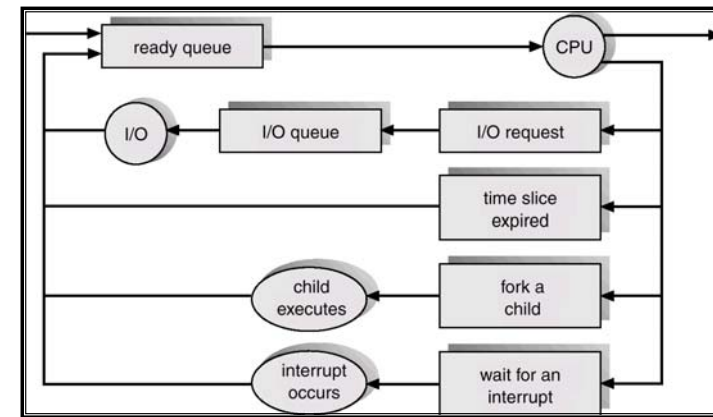 ready queue
CPU
I/O
I/O queue
I/O request
time slice
expired
child
executes
fork a
child
interrupt
occurs
wait for an
interrupt